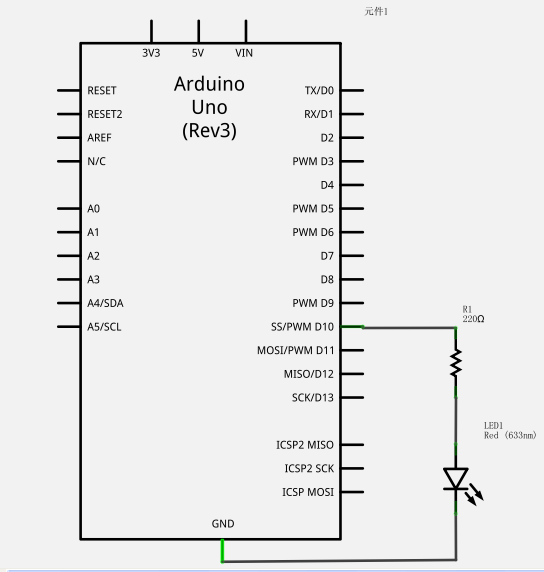 元件1
3V3 5V VIN
Arduino
Uno
(Rev3)
RESET
RESET2
AREF
N/C
A0
A1
A2
A3
A4/SDA
A5/SCL
TX/D0
RX/D1
D2
PWM D3
D4
PWM D5
PWM D6
D7
D8
PWM D9
SS/PWM D10
MOSI/PWM D11
MISO/D12
SCK/D13
ICSP2 MISO
ICSP2 SCK
ICSP MOSI
GND
R1
220Ω
LED1
Red (633nm)